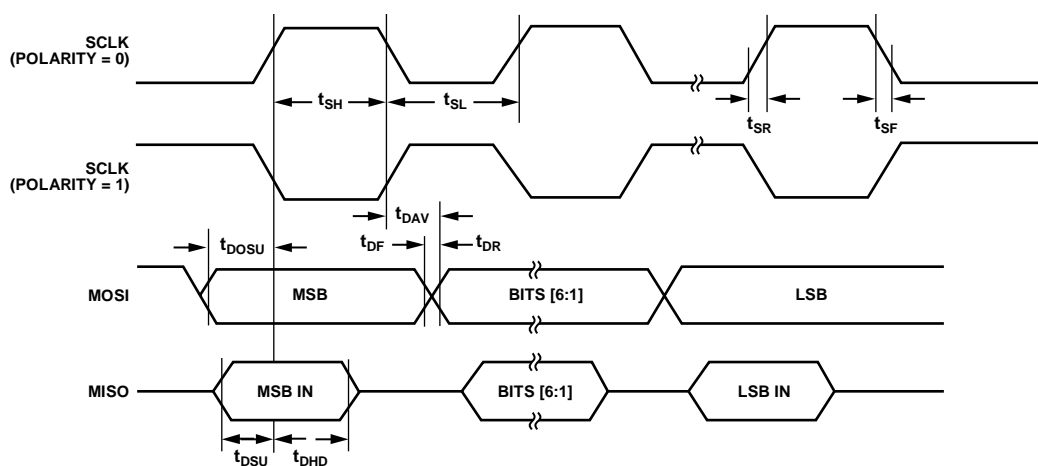 SCLK
(POLARITY = 0)
tSH
tSL
tSR
tSF
SCLK
(POLARITY = 1)
tDAV
tDOSU
tDF
tDR
MOSI
MSB
BITS [6:1]
LSB
MISO
MSB IN
BITS [6:1]
LSB IN
tDSU
tDHD